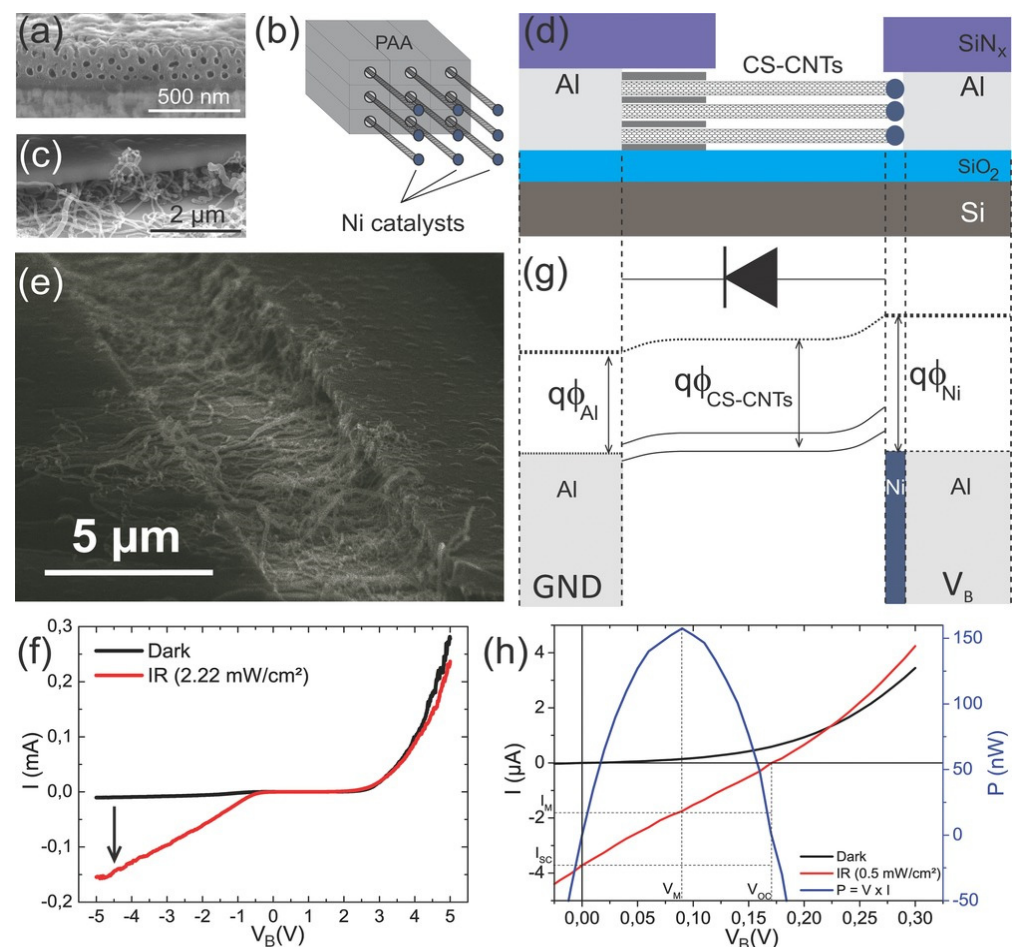 (a)
500 nm
(b)
PAA
Ni catalysts
(c)
2 µm
(d)
SiNx
CS-CNTs
Al
Al
SiO2
Si
(e)
5 µm
(g)
qϕAl
qϕCS-CNTs
qϕNi
Al
Ni
Al
GND
VB
(f)
0,3
0,2
0,1
0,0
-0,1
-0,2
I (mA)
Dark
IR (2.22 mW/cm²)
-5 -4 -3 -2 -1 0 1 2 3 4 5
VB(V)
(h)
4
2
0
-2
-4
I (µA)
IM
ISC
VM
VOC
Dark
IR (0.5 mW/cm²)
P = V x I
150
100
50
0
-50
P (nW)
0,00 0,05 0,10 0,15 0,20 0,25 0,30
VB(V)